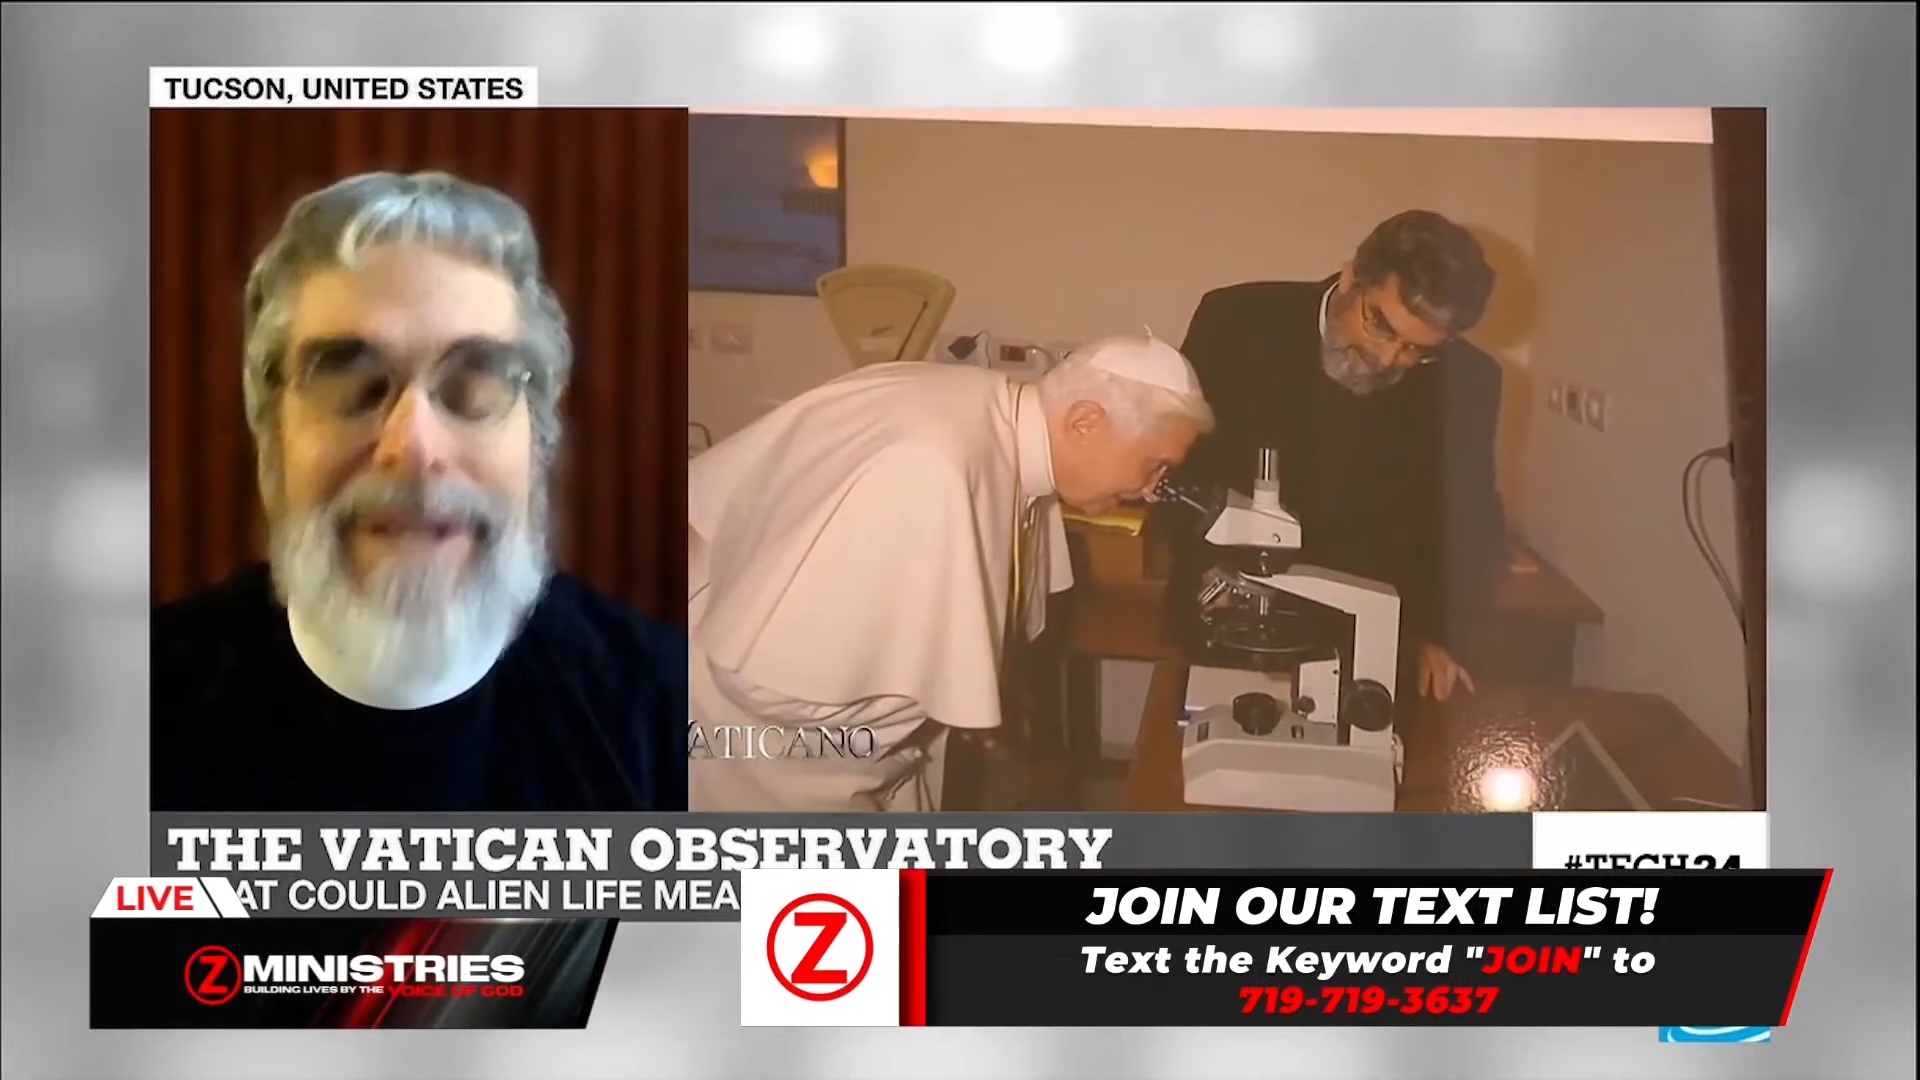 TUCSON, UNITED STATES
ATICANO
THE VATICAN OBSERVATORY
AT COULD ALIEN LIFE MEA
#TECH24
LIVE
Z MINISTRIES
BUILDING LIVES BY THE VOICE OF GOD
Z
JOIN OUR TEXT LIST!
Text the Keyword "JOIN" to
719-719-3637